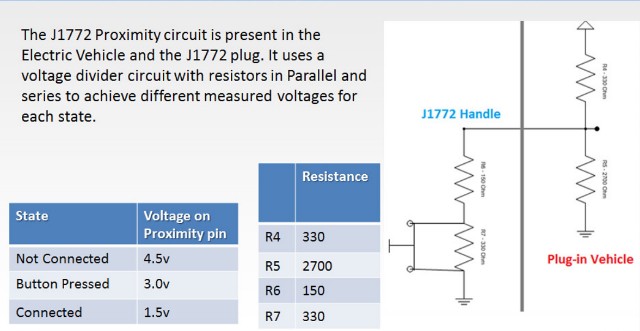 The J1772 Proximity circuit is present in the
Electric Vehicle and the J1772 plug. It uses a
voltage divider circuit with resistors in Parallel and
series to achieve different measured voltages for
each state.
J1772 Handle
R4 - 330 Ohm
R5 - 2700 Ohm
R6 - 150 Ohm
R7 - 330 Ohm
Plug-in Vehicle
Resistance
R4 330
R5 2700
R6 150
R7 330
State Voltage on
Proximity pin
Not Connected 4.5v
Button Pressed 3.0v
Connected 1.5v